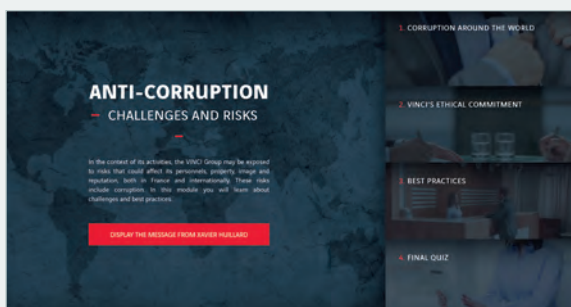 ANTI-CORRUPTION
CHALLENGES AND RISKS
In the context of its activities, the VINCI Group may be exposed
to risks that could affect its personnels, property, image and
reputation, both in France and internationally. These risks
include corruption. In this module you will learn about
challenges and best practices.
DISPLAY THE MESSAGE FROM XAVIER HUILLARD
1. CORRUPTION AROUND THE WORLD
2. VINCI'S ETHICAL COMMITMENT
3. BEST PRACTICES
4. FINAL QUIZ